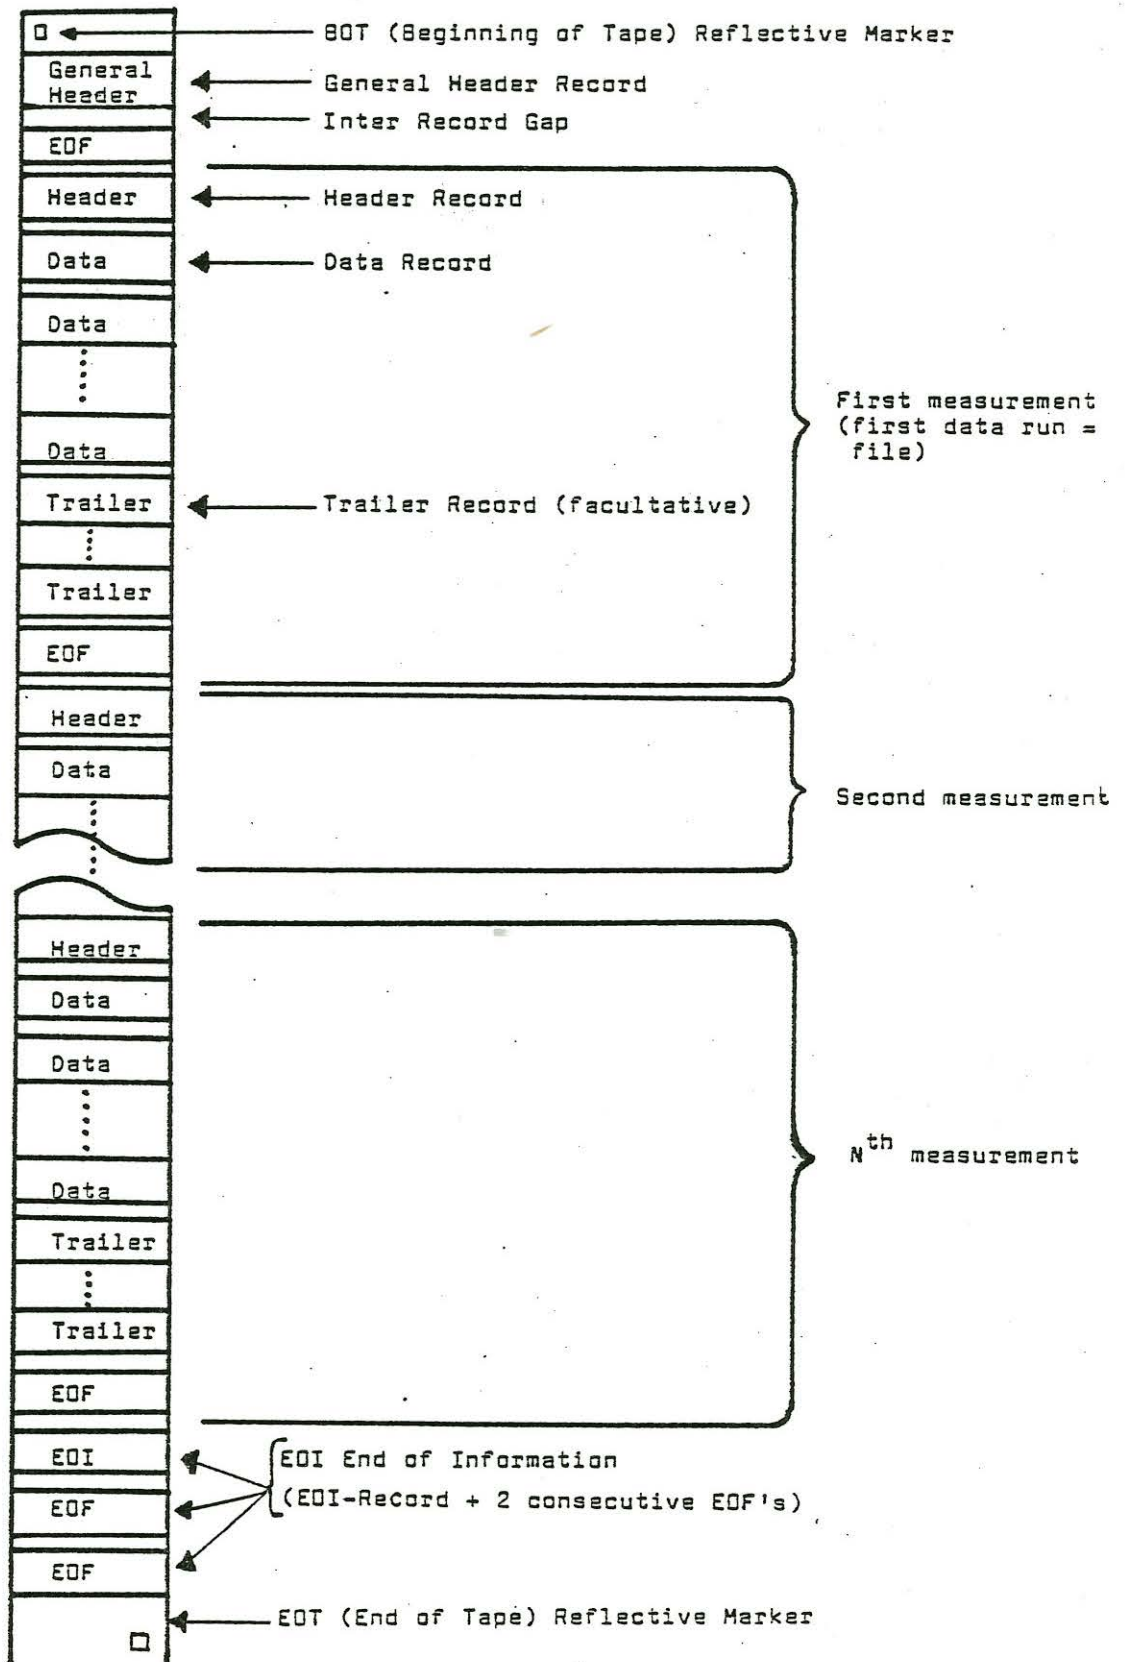 BOT (Beginning of Tape) Reflective Marker
General
Header
General Header Record
Inter Record Gap
EOF
Header
Header Record
Data
Data Record
Data
First measurement
(first data run =
file)
Data
Trailer
Trailer Record (facultative)
Trailer
EOF
Header
Data
Second measurement
Header
Data
Data
Nth measurement
Data
Trailer
Trailer
EOF
EOI
EOI End of Information
EOF
(EOI-Record + 2 consecutive EOF's)
EOF
EOT (End of Tape) Reflective Marker